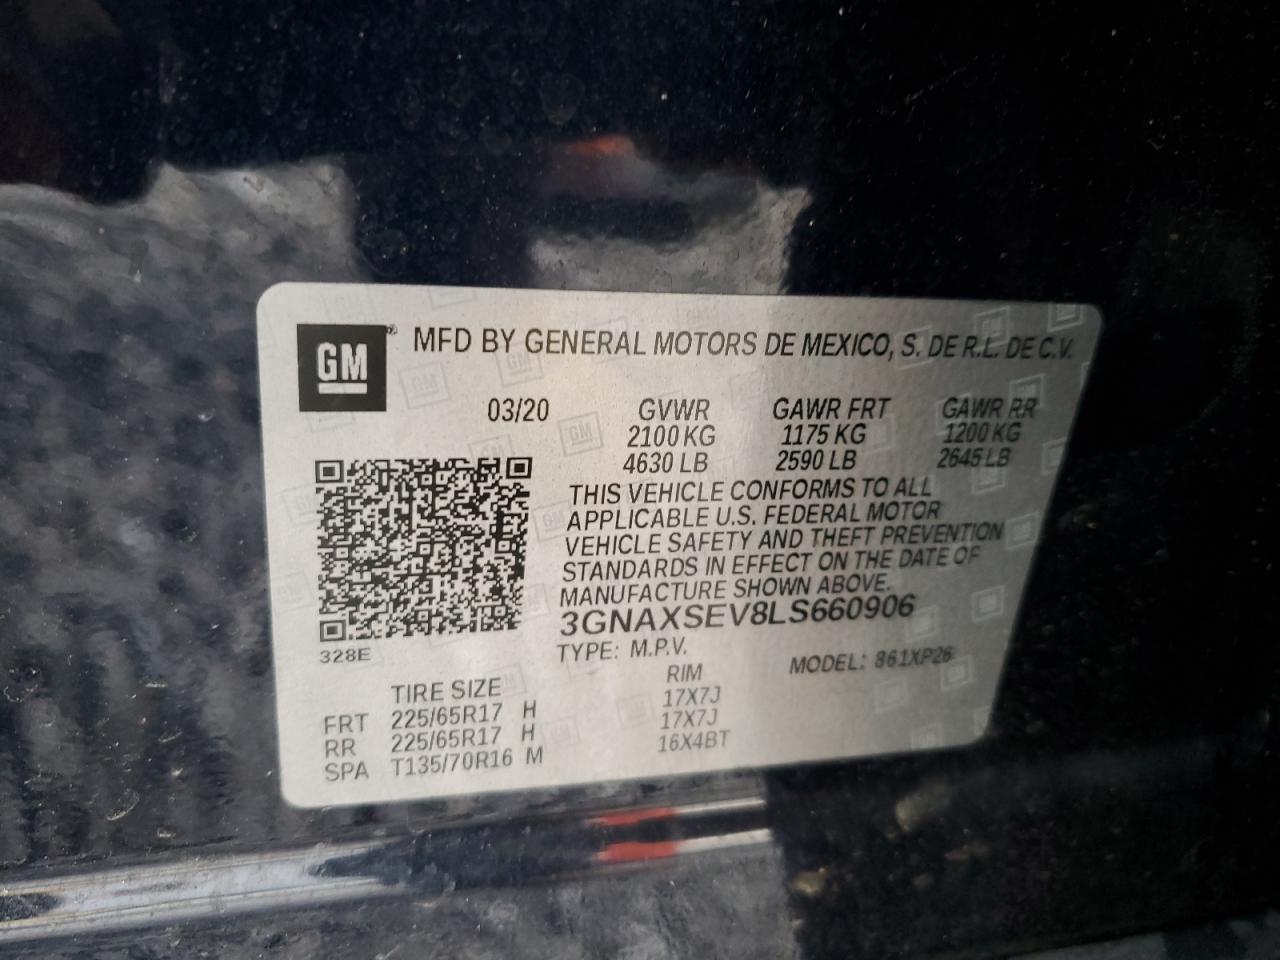 GM ® MFD BY GENERAL MOTORS DE MEXICO, S. DE R.L. DE C.V.
03/20 GVWR GAWR FRT GAWR RR
2100 KG 1175 KG 1200 KG
4630 LB 2590 LB 2645 LB
THIS VEHICLE CONFORMS TO ALL
APPLICABLE U.S. FEDERAL MOTOR
VEHICLE SAFETY AND THEFT PREVENTION
STANDARDS IN EFFECT ON THE DATE OF
MANUFACTURE SHOWN ABOVE.
3GNAXSEV8LS660906
328E TYPE: M.P.V. MODEL: 861XP26
TIRE SIZE RIM
FRT 225/65R17 H 17X7J
RR 225/65R17 H 17X7J
SPA T135/70R16 M 16X4BT